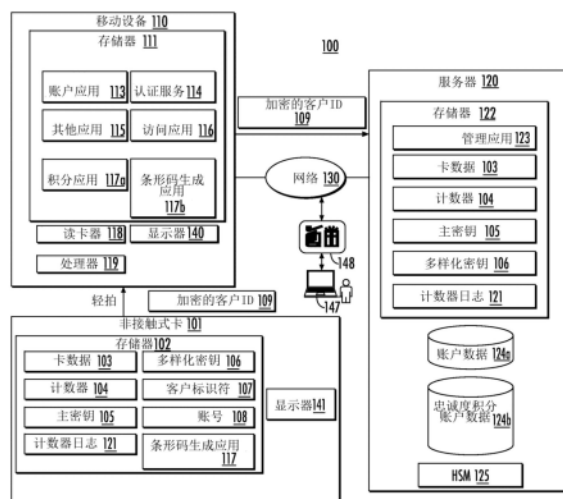 移动设备 110
存储器 111
账户应用 113
认证服务 114
其他应用 115
访问应用 116
积分应用 117a
条形码生成
应用
117b
读卡器 118
显示器 140
处理器 119
100
加密的客户ID
109
网络 130
148
147
服务器 120
存储器
122
管理应用 123
卡数据 103
计数器 104
主密钥 105
多样化密钥 106
计数器日志 121
账户数据 124a
忠诚度积分
账户数据
124b
HSM 125
轻拍
加密的客户ID 109
非接触式卡 101
存储器 102
卡数据 103
多样化密钥 106
计数器 104
客户标识符 107
主密钥 105
账号 108
计数器日志 121
条形码生成应用
117
显示器 141